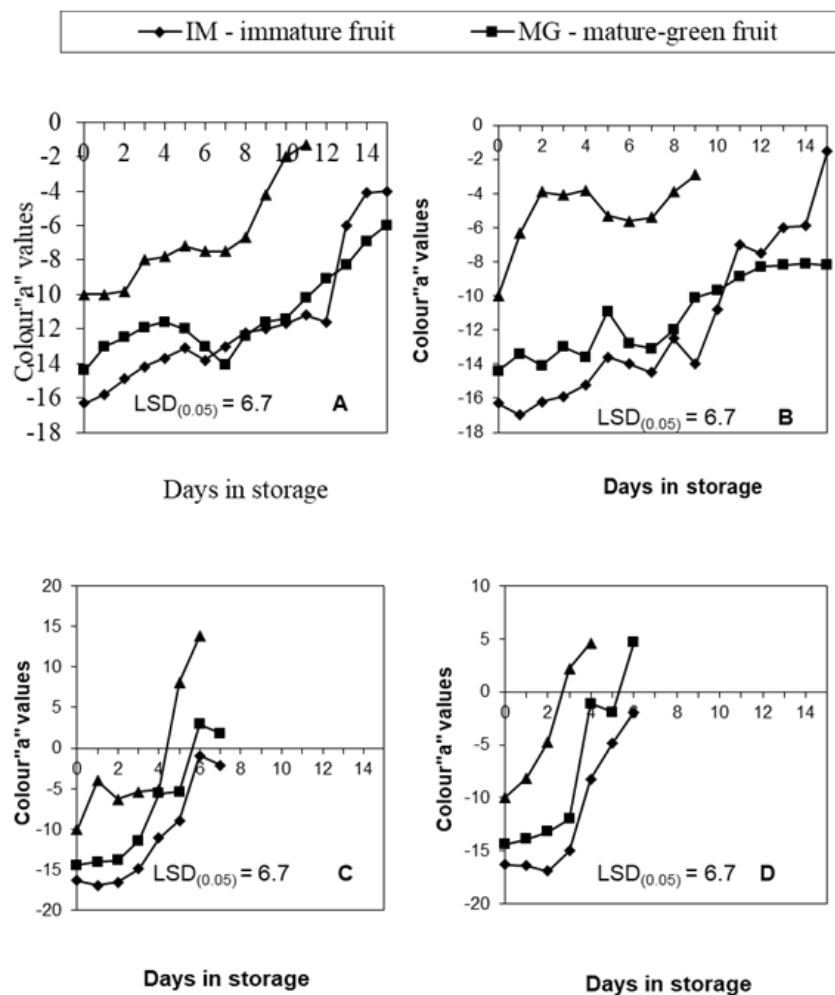 IM - immature fruit MG - mature-green fruit
0
-2
-4
-6
-8
-10
-12
-14
-16
-18
0 2 4 6 8 10 12 14
Colour"a" values
LSD(0.05) = 6.7 A
Days in storage
0
-2
-4
-6
-8
-10
-12
-14
-16
-18
0 2 4 6 8 10 12 14
Colour"a" values
LSD(0.05) = 6.7 B
Days in storage
20
15
10
5
0
-5
-10
-15
-20
0 2 4 6 8 10 12 14
Colour"a" values
LSD(0.05) = 6.7 C
Days in storage
10
5
0
-5
-10
-15
-20
0 2 4 6 8 10 12 14
Colour"a" values
LSD(0.05) = 6.7 D
Days in storage